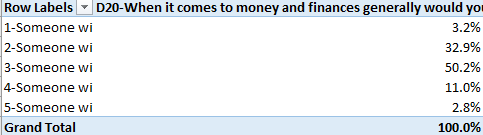 Row Labels D20-When it comes to money and finances generally would you
1-Someone wi 3.2%
2-Someone wi 32.9%
3-Someone wi 50.2%
4-Someone wi 11.0%
5-Someone wi 2.8%
Grand Total 100.0%